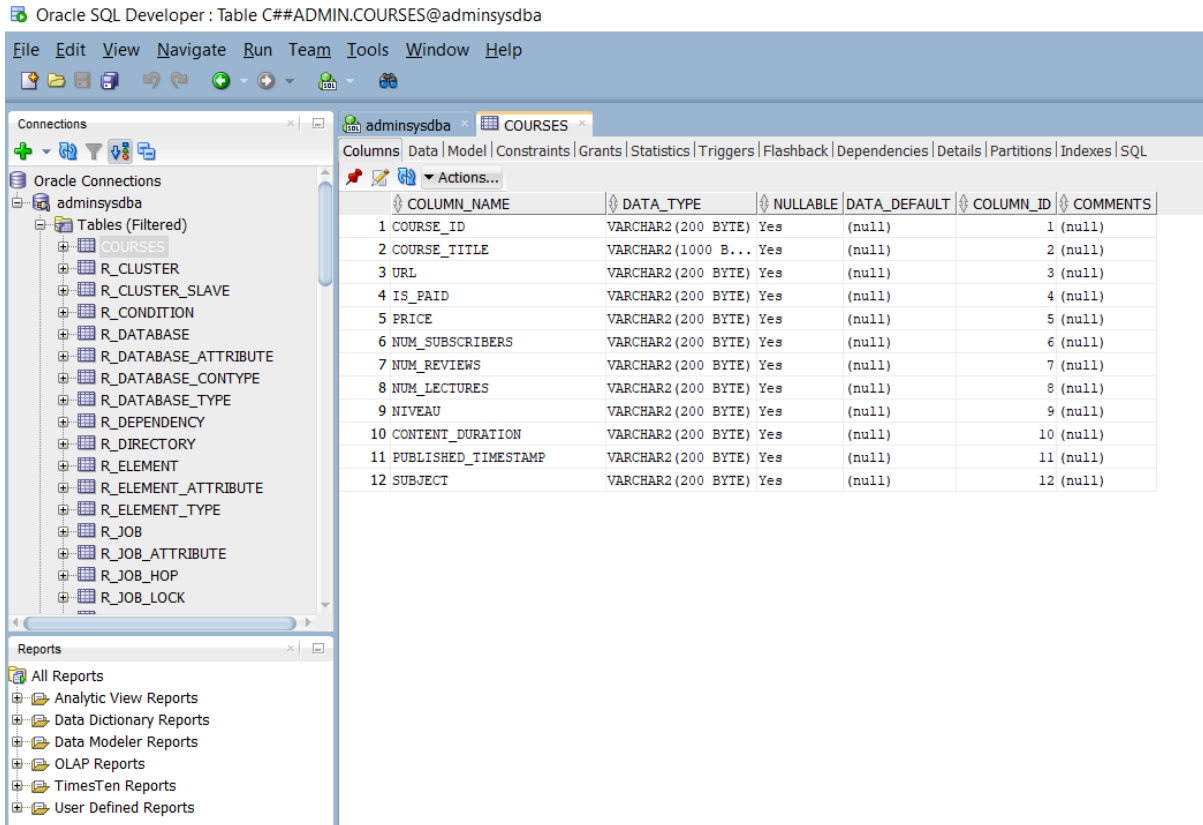 Oracle SQL Developer : Table C##ADMIN.COURSES@adminsysdba
File Edit View Navigate Run Team Tools Window Help
Connections
Oracle Connections
adminsysdba
Tables (Filtered)
COURSES
R_CLUSTER
R_CLUSTER_SLAVE
R_CONDITION
R_DATABASE
R_DATABASE_ATTRIBUTE
R_DATABASE_CONTYPE
R_DATABASE_TYPE
R_DEPENDENCY
R_DIRECTORY
R_ELEMENT
R_ELEMENT_ATTRIBUTE
R_ELEMENT_TYPE
R_JOB
R_JOB_ATTRIBUTE
R_JOB_HOP
R_JOB_LOCK
Reports
All Reports
Analytic View Reports
Data Dictionary Reports
Data Modeler Reports
OLAP Reports
TimesTen Reports
User Defined Reports
adminsysdba COURSES
Columns Data Model Constraints Grants Statistics Triggers Flashback Dependencies Details Partitions Indexes SQL
Actions...
COLUMN_NAME DATA_TYPE NULLABLE DATA_DEFAULT COLUMN_ID COMMENTS
1 COURSE_ID VARCHAR2(200 BYTE) Yes (null) 1 (null)
2 COURSE_TITLE VARCHAR2(1000 B... Yes (null) 2 (null)
3 URL VARCHAR2(200 BYTE) Yes (null) 3 (null)
4 IS_PAID VARCHAR2(200 BYTE) Yes (null) 4 (null)
5 PRICE VARCHAR2(200 BYTE) Yes (null) 5 (null)
6 NUM_SUBSCRIBERS VARCHAR2(200 BYTE) Yes (null) 6 (null)
7 NUM_REVIEWS VARCHAR2(200 BYTE) Yes (null) 7 (null)
8 NUM_LECTURES VARCHAR2(200 BYTE) Yes (null) 8 (null)
9 NIVEAU VARCHAR2(200 BYTE) Yes (null) 9 (null)
10 CONTENT_DURATION VARCHAR2(200 BYTE) Yes (null) 10 (null)
11 PUBLISHED_TIMESTAMP VARCHAR2(200 BYTE) Yes (null) 11 (null)
12 SUBJECT VARCHAR2(200 BYTE) Yes (null) 12 (null)